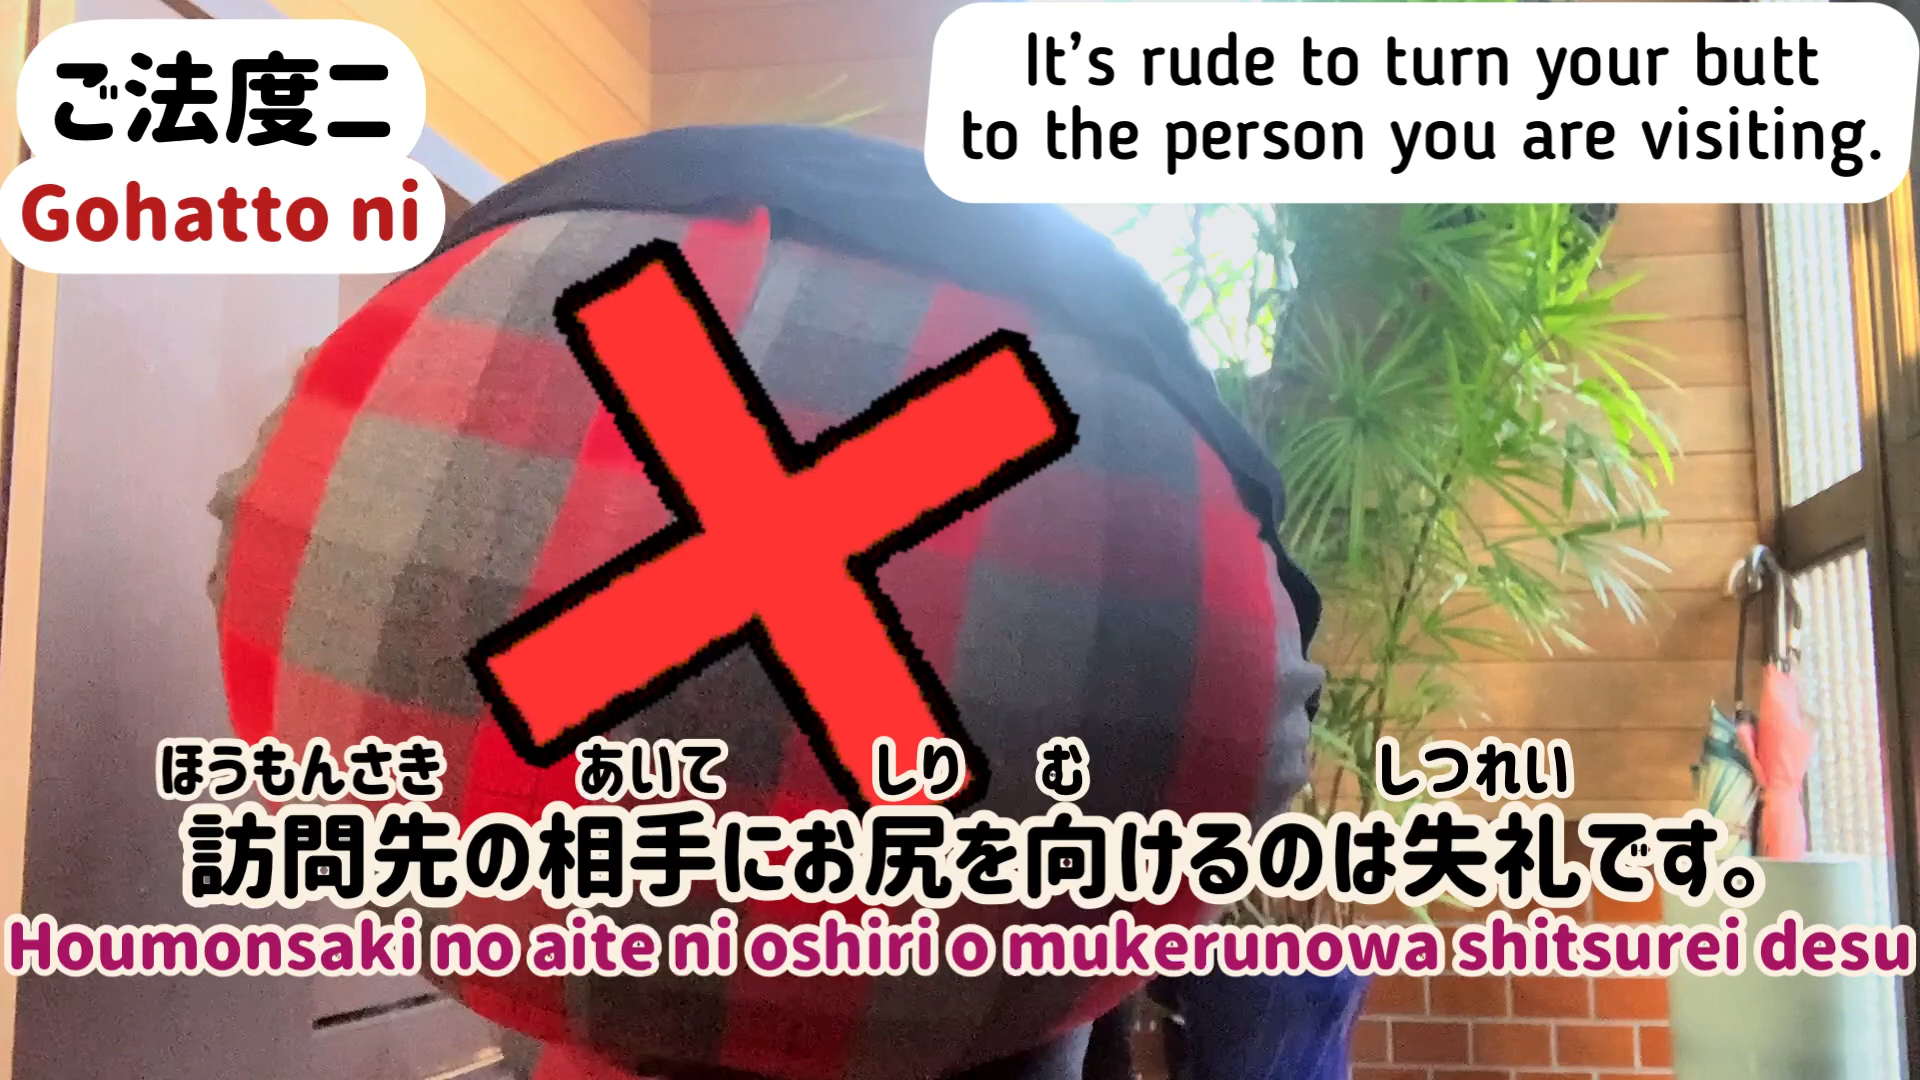 ご法度二
Gohatto ni
It's rude to turn your butt
to the person you are visiting.
ほうもんさき あいて しり む しつれい
訪問先の相手にお尻を向けるのは失礼です。
Houmonsaki no aite ni oshiri o mukerunowa shitsurei desu